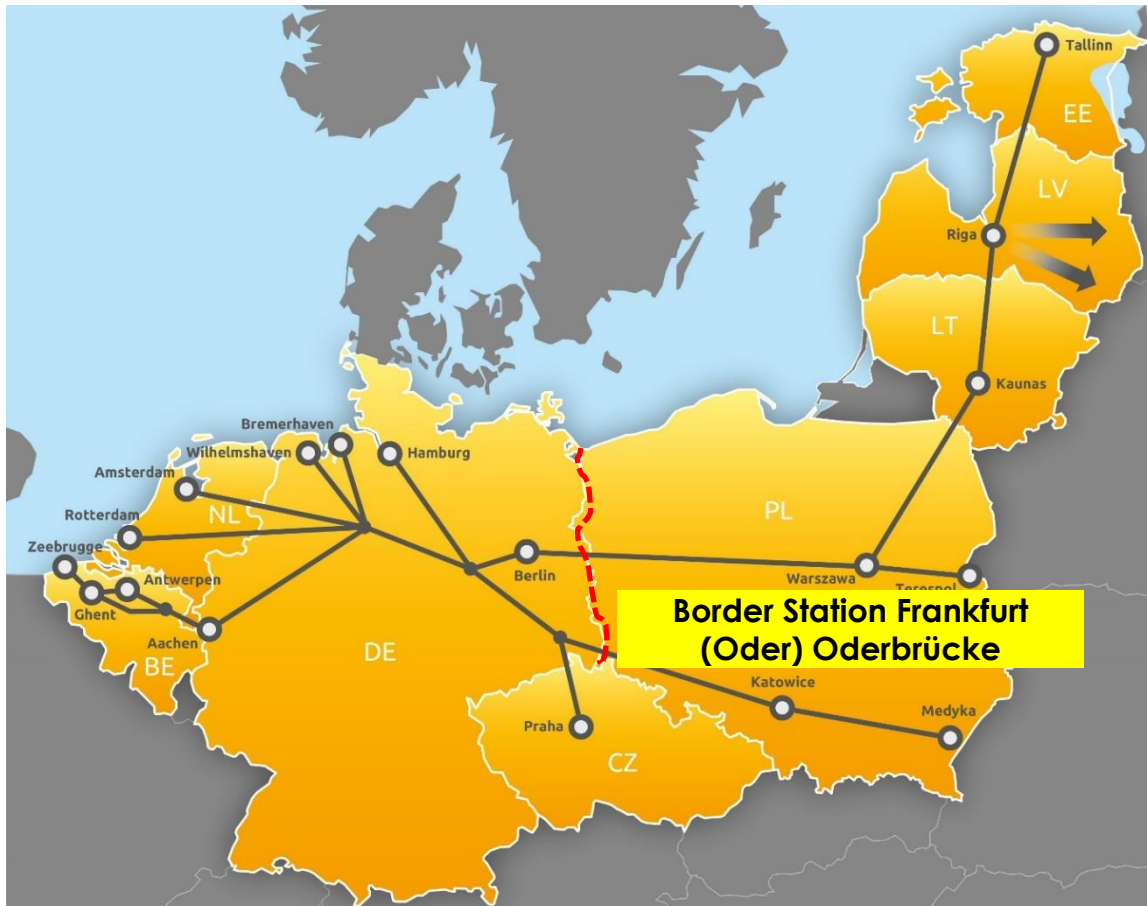 Tallinn
EE
LV
Riga
LT
Kaunas
Bremerhaven
Wilhelmshaven
Hamburg
Amsterdam
NL
PL
Rotterdam
Zeebrugge
Berlin
Antwerpen
Warszawa
Terespol
Ghent
Border Station Frankfurt
(Oder) Oderbrücke
Aachen
DE
BE
Katowice
Medyka
Praha
CZ